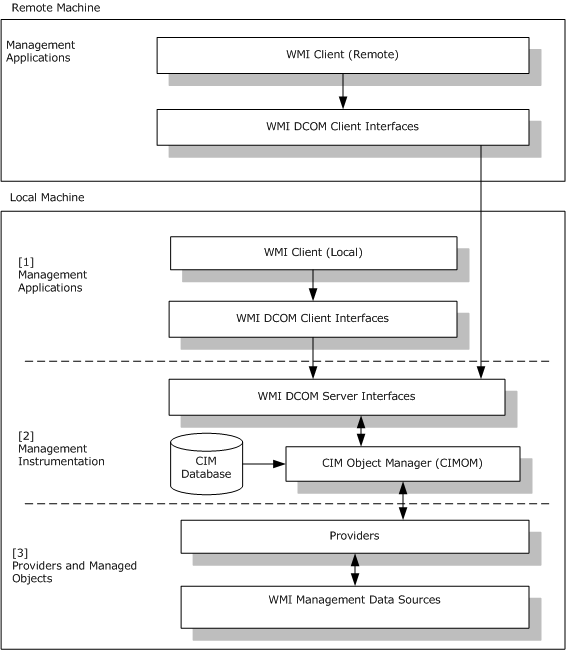 Remote Machine
Management
Applications
WMI Client (Remote)
WMI DCOM Client Interfaces
Local Machine
[1]
Management
Applications
WMI Client (Local)
WMI DCOM Client Interfaces
[2]
Management
Instrumentation
WMI DCOM Server Interfaces
CIM
Database
CIM Object Manager (CIMOM)
[3]
Providers and Managed
Objects
Providers
WMI Management Data Sources